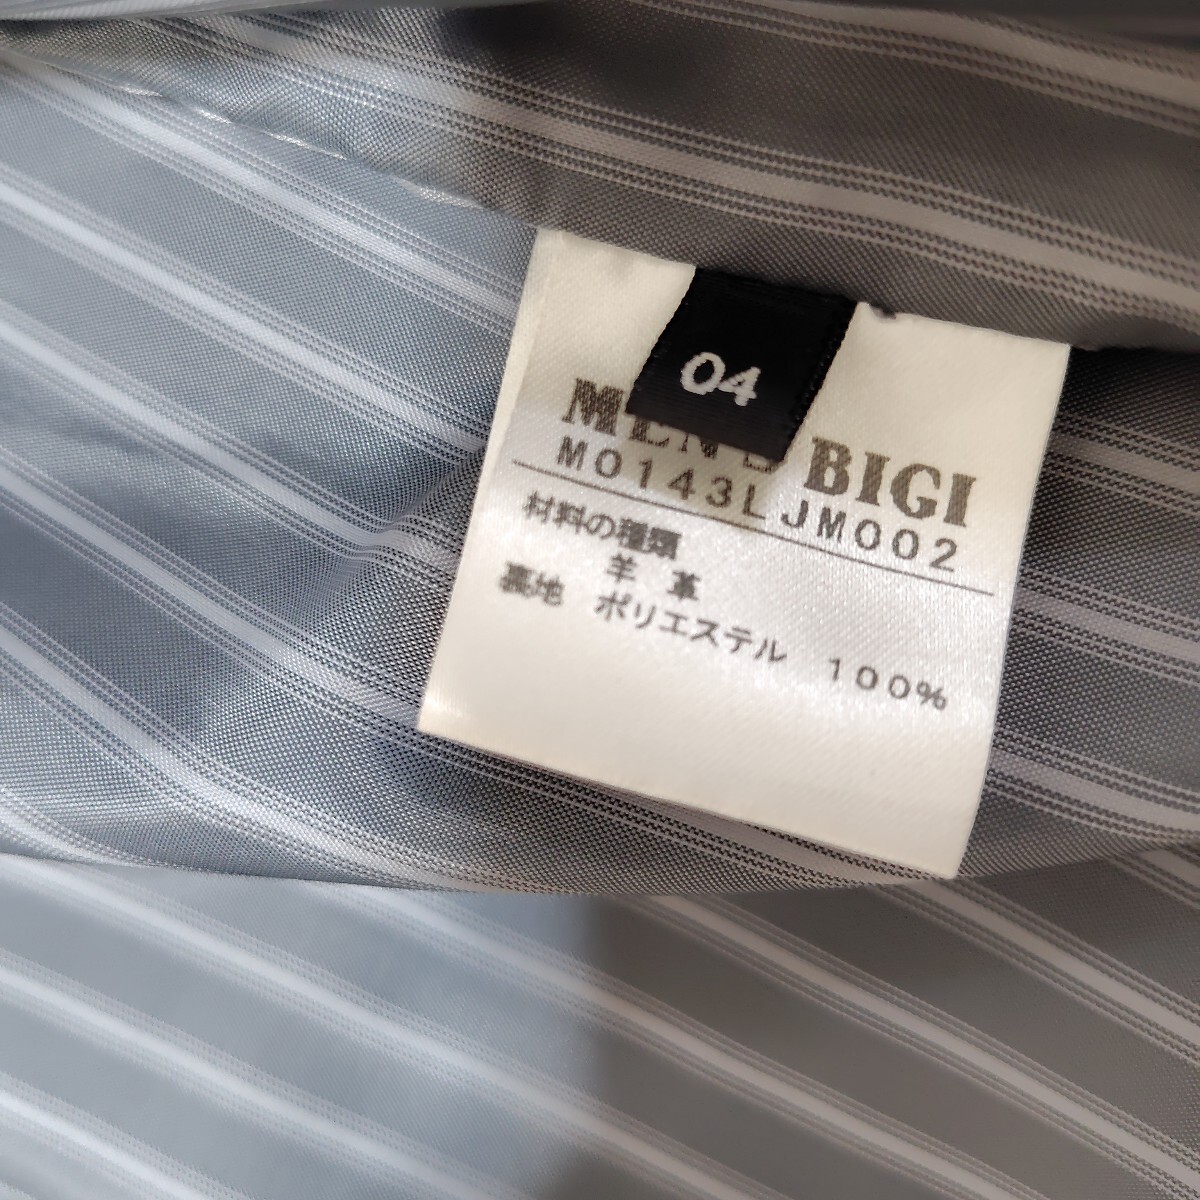 04
MEN'S BIGI
M0143LJM002
材料の種類
羊 革
裏地 ポリエステル 100%